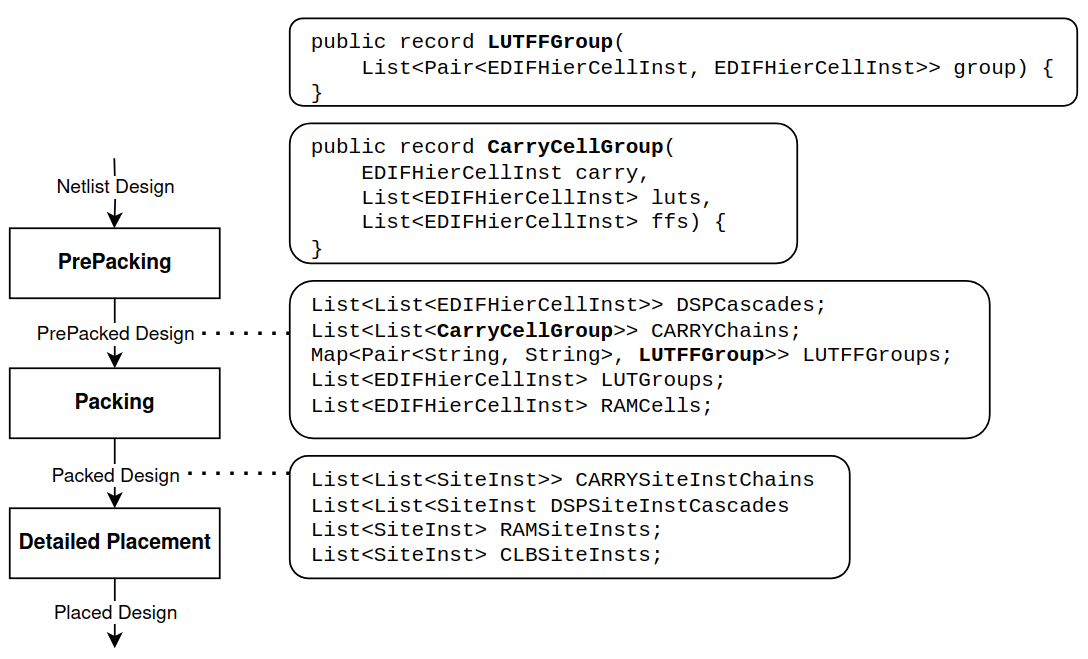 public record LUTFFGroup(
List<Pair<EDIFHierCellInst, EDIFHierCellInst>> group) {
}
public record CarryCellGroup(
EDIFHierCellInst carry,
List<EDIFHierCellInst> luts,
List<EDIFHierCellInst> ffs) {
}
Netlist Design
PrePacking
PrePacked Design
List<List<EDIFHierCellInst>> DSPCascades;
List<List<CarryCellGroup>> CARRYChains;
Map<Pair<String, String>, LUTFFGroup>> LUTFFGroups;
List<EDIFHierCellInst> LUTGroups;
List<EDIFHierCellInst> RAMCells;
Packing
Packed Design
List<List<SiteInst>> CARRYSiteInstChains
List<List<SiteInst DSPSiteInstCascades
List<SiteInst> RAMSiteInsts;
List<SiteInst> CLBSiteInsts;
Detailed Placement
Placed Design